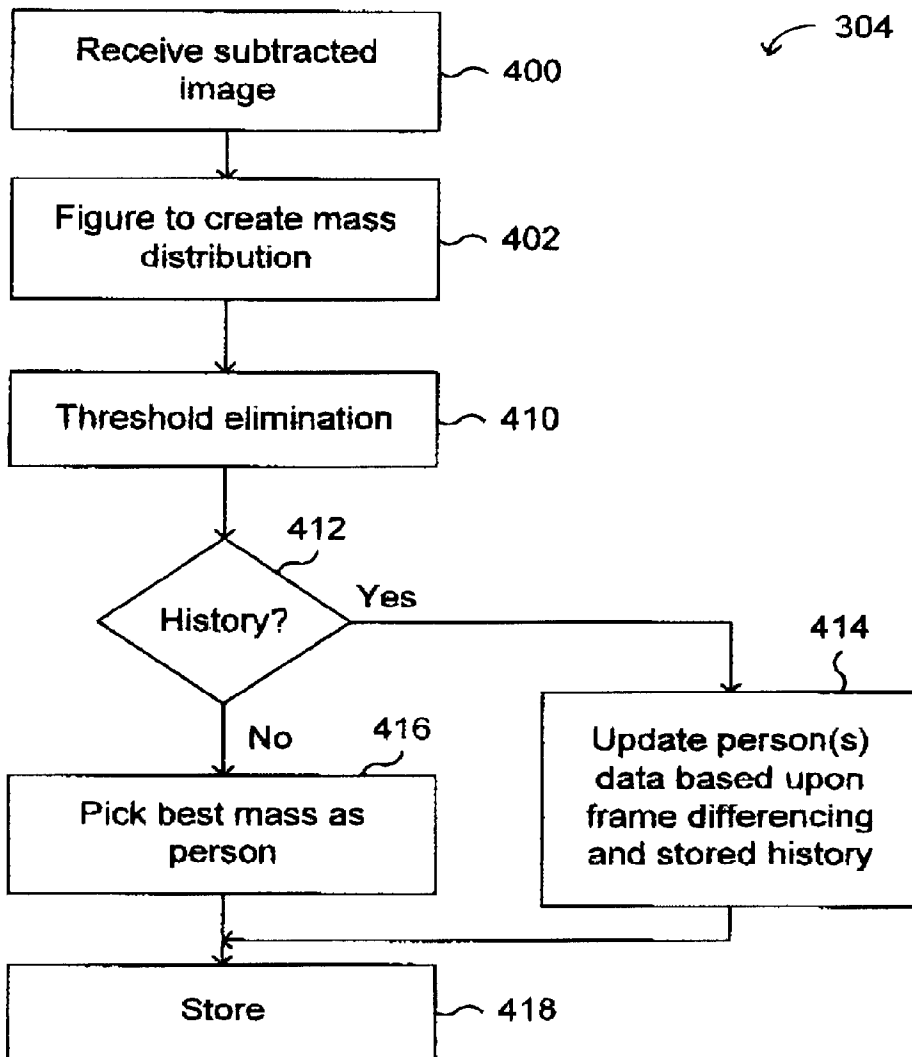 304
Receive subtracted
image
400
Figure to create mass
distribution
402
Threshold elimination
410
412
History?
Yes
No
414
Update person(s)
data based upon
frame differencing
and stored history
416
Pick best mass as
person
Store
418